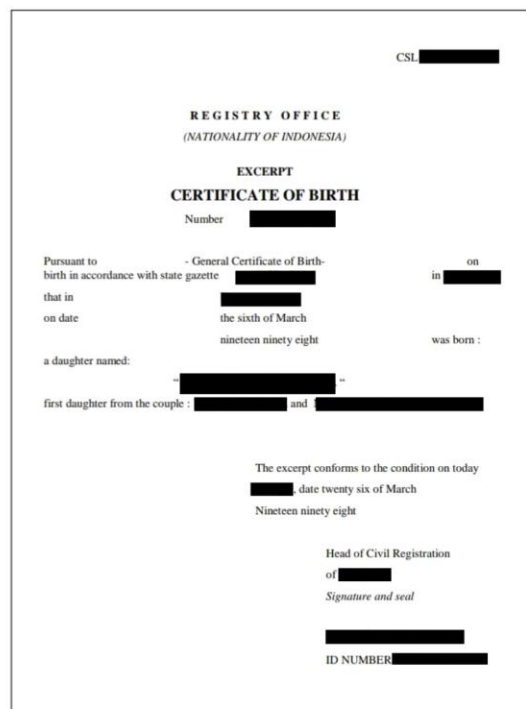 CSL
REGISTRY OFFICE
(NATIONALITY OF INDONESIA)
EXCERPT
CERTIFICATE OF BIRTH
Number
Pursuant to - General Certificate of Birth- on
birth in accordance with state gazette in
that in
on date the sixth of March
nineteen ninety eight was born :
a daughter named:
“ “
first daughter from the couple : and
The excerpt conforms to the condition on today
, date twenty six of March
Nineteen ninety eight
Head of Civil Registration
of
Signature and seal
ID NUMBER